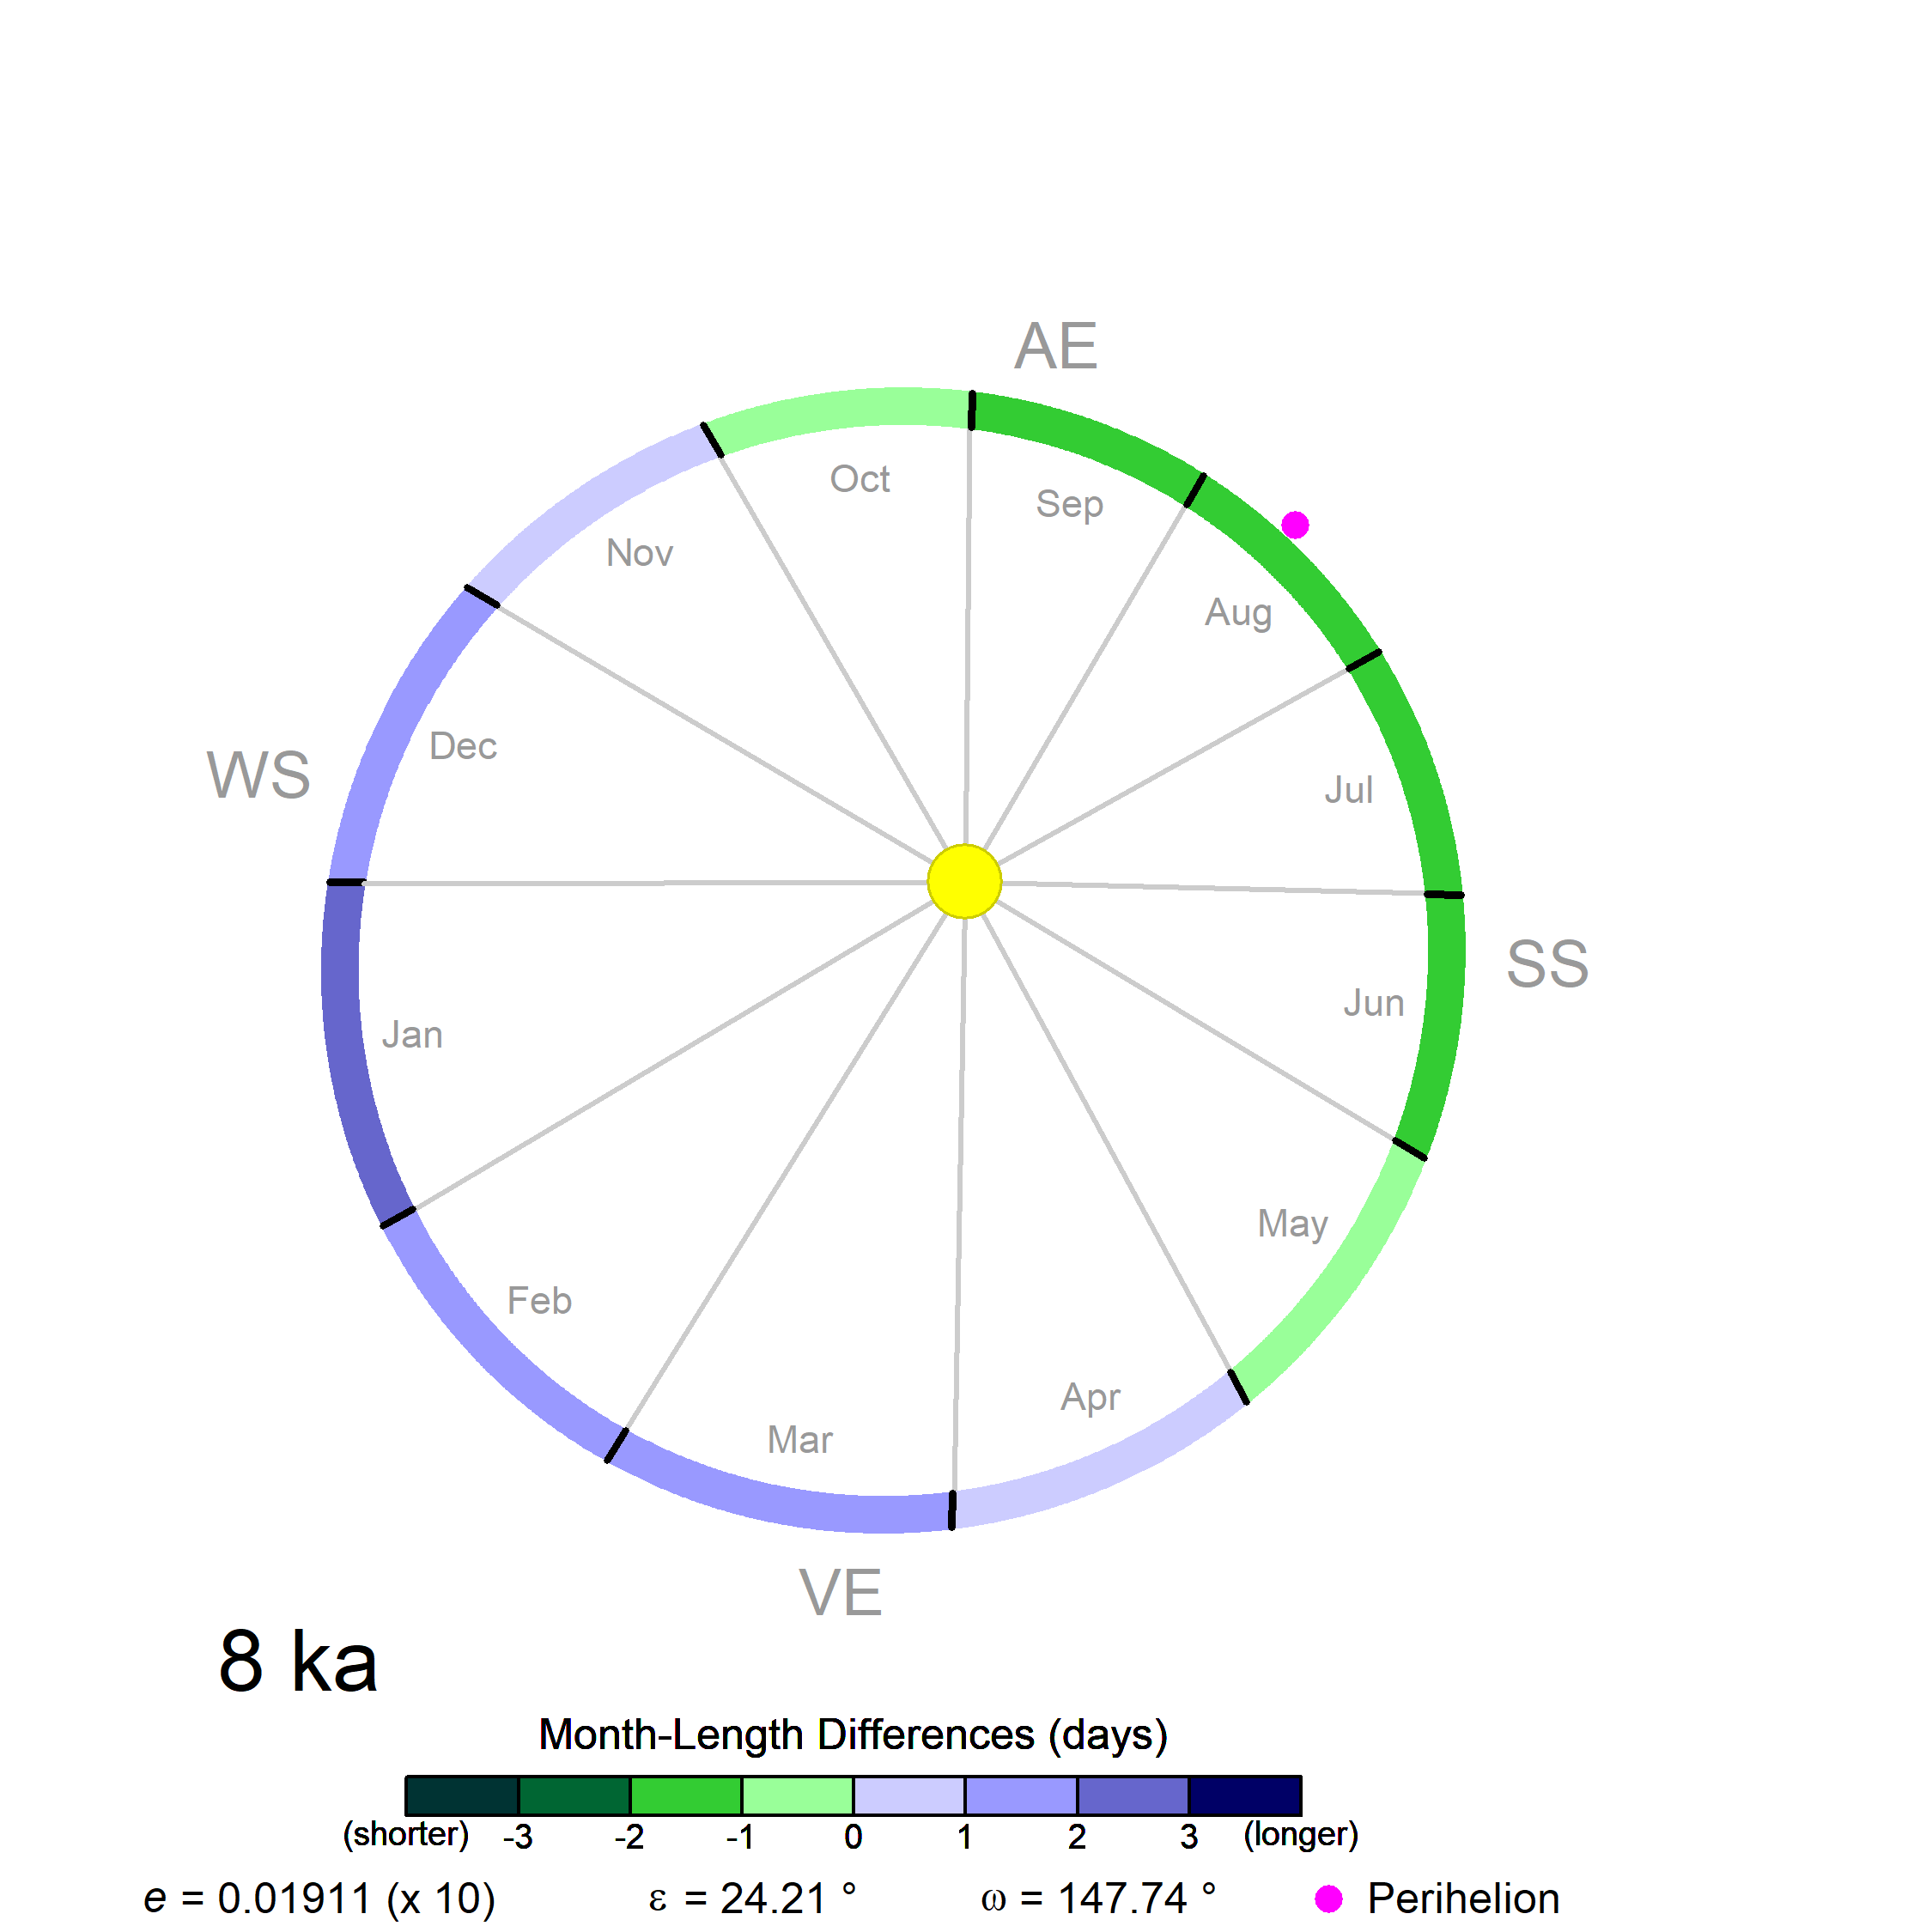 AE
Oct
Sep
Nov
Aug
Dec
WS
Jul
SS
Jun
Jan
May
Feb
Apr
Mar
VE
8 ka
Month-Length Differences (days)
(shorter) -3 -2 -1 0 1 2 3 (longer)
e = 0.01911 (x 10) ε = 24.21 ° ω = 147.74 ° Perihelion